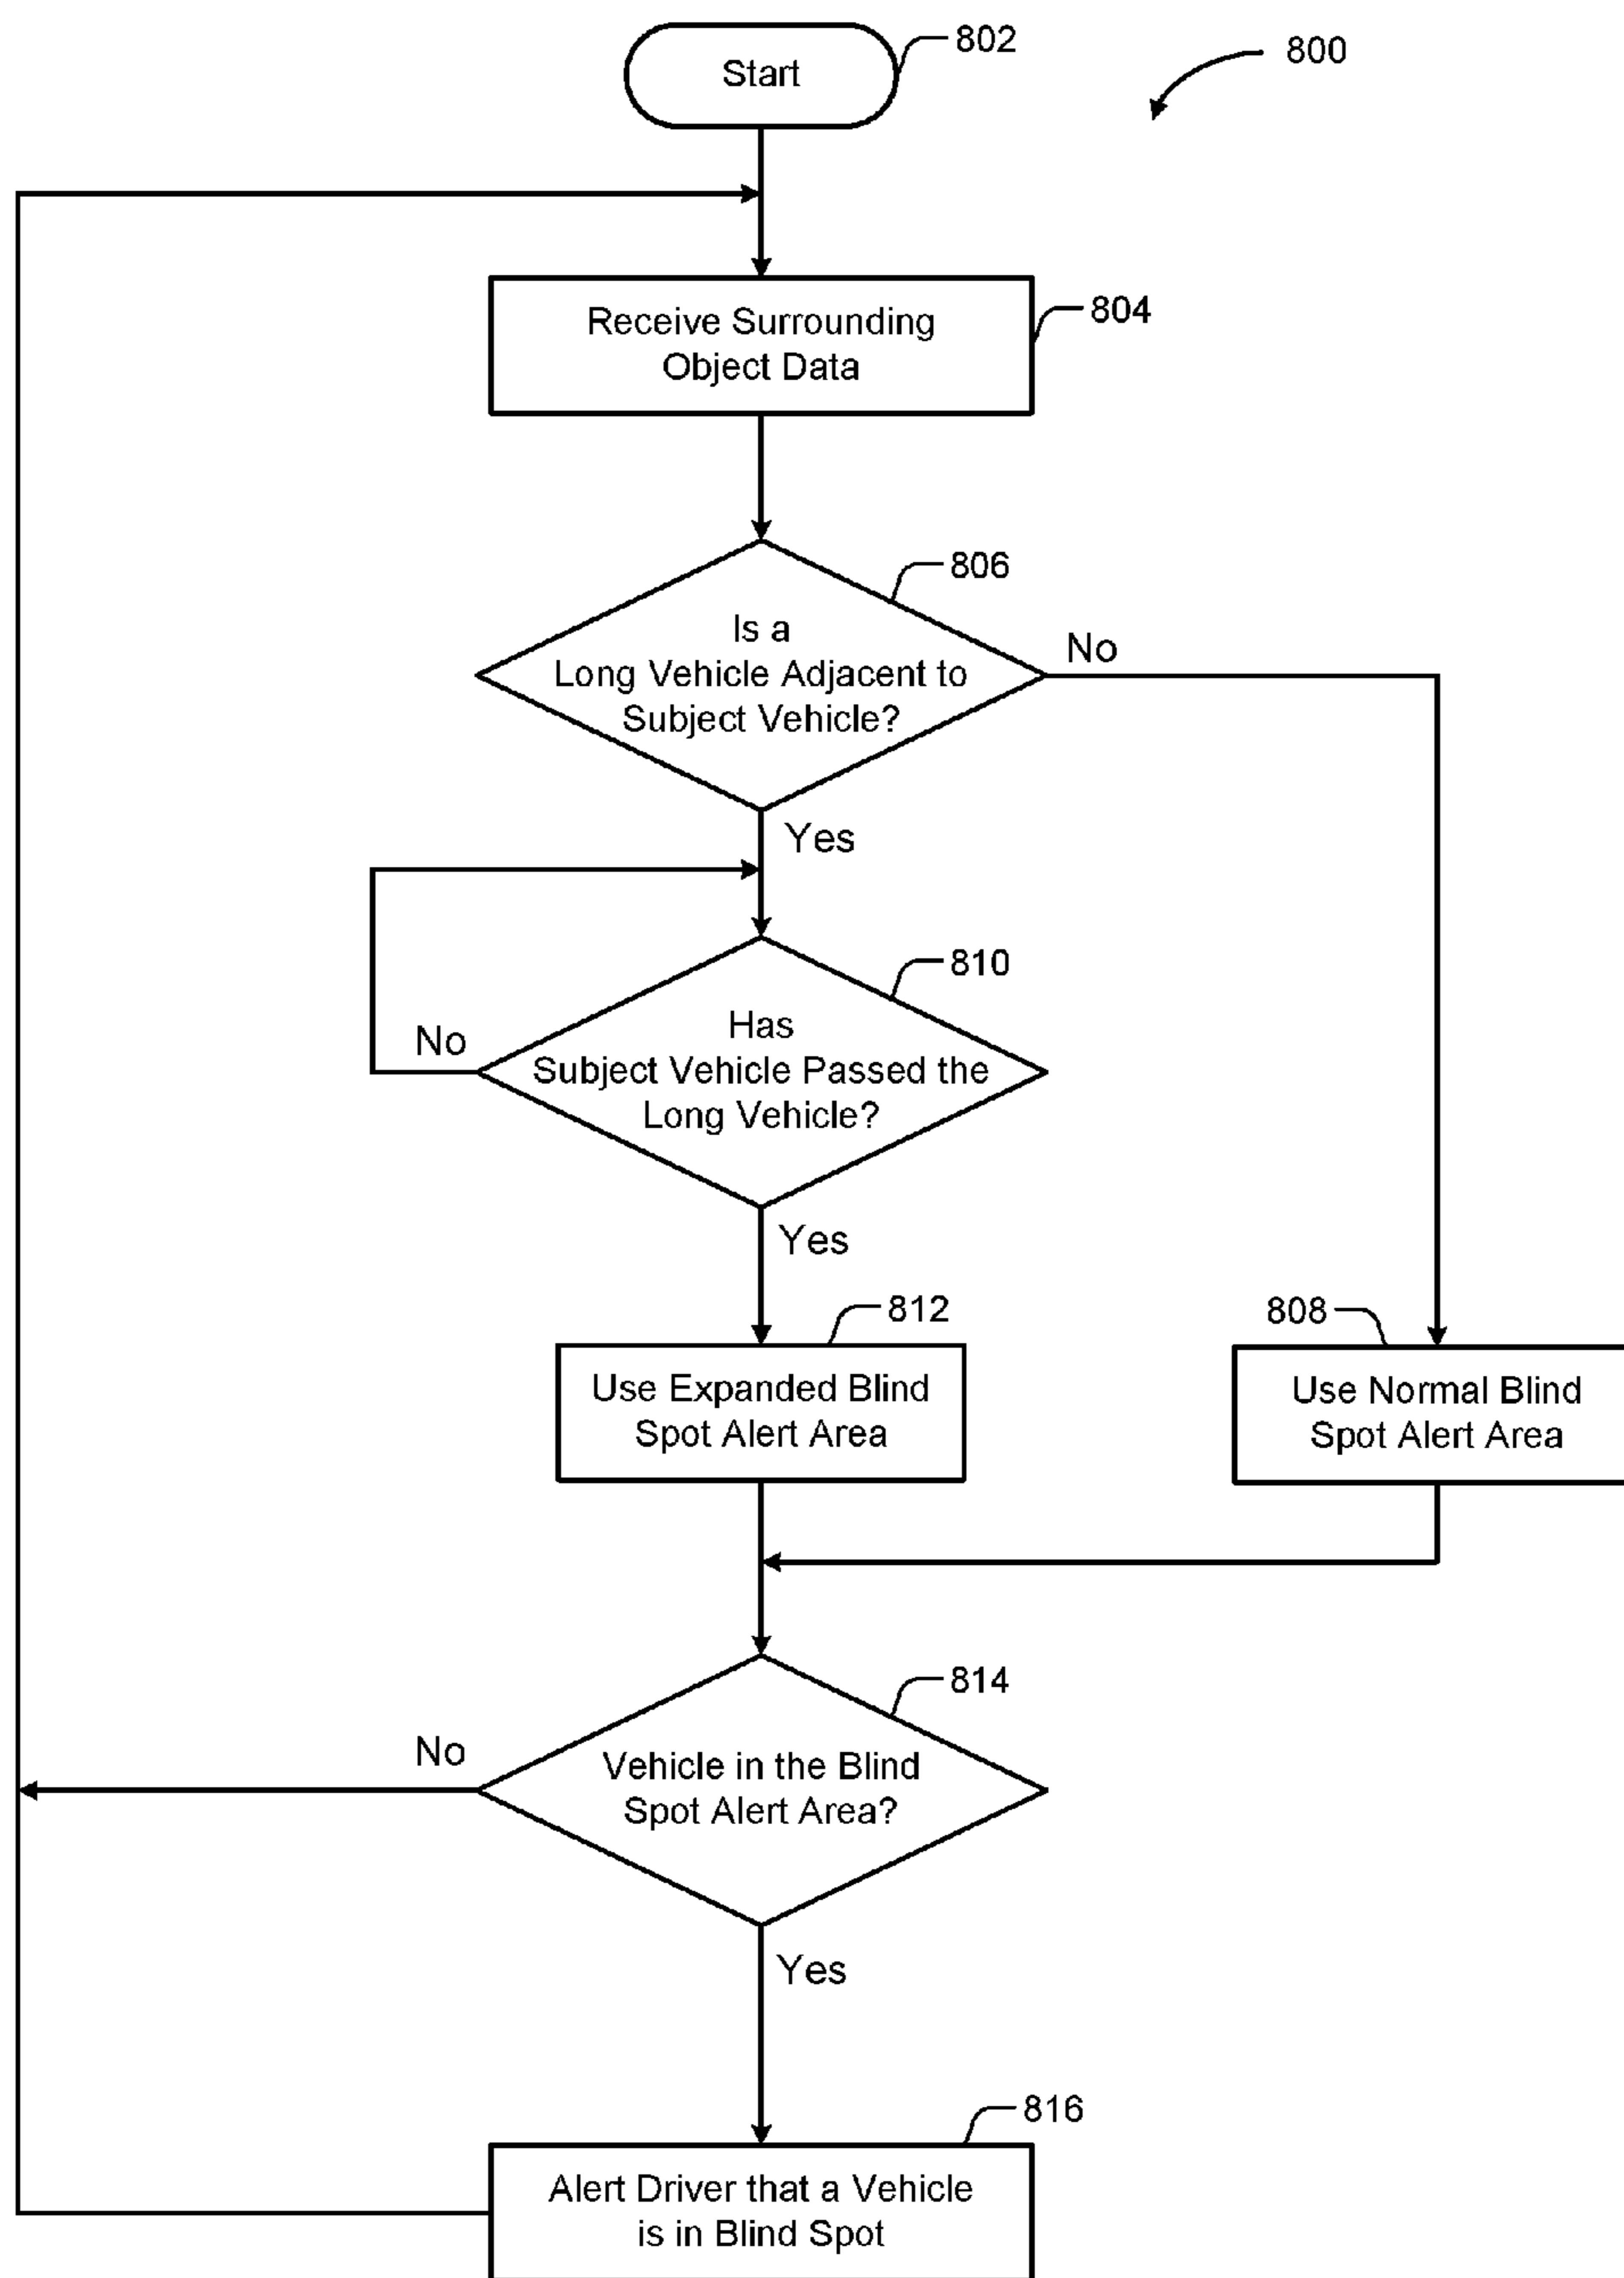 Start
802
800
Receive Surrounding
Object Data
804
806
Is a
Long Vehicle Adjacent to
Subject Vehicle?
No
Yes
810
Has
Subject Vehicle Passed the
Long Vehicle?
No
Yes
812
Use Expanded Blind
Spot Alert Area
808
Use Normal Blind
Spot Alert Area
814
Vehicle in the Blind
Spot Alert Area?
No
Yes
816
Alert Driver that a Vehicle
is in Blind Spot